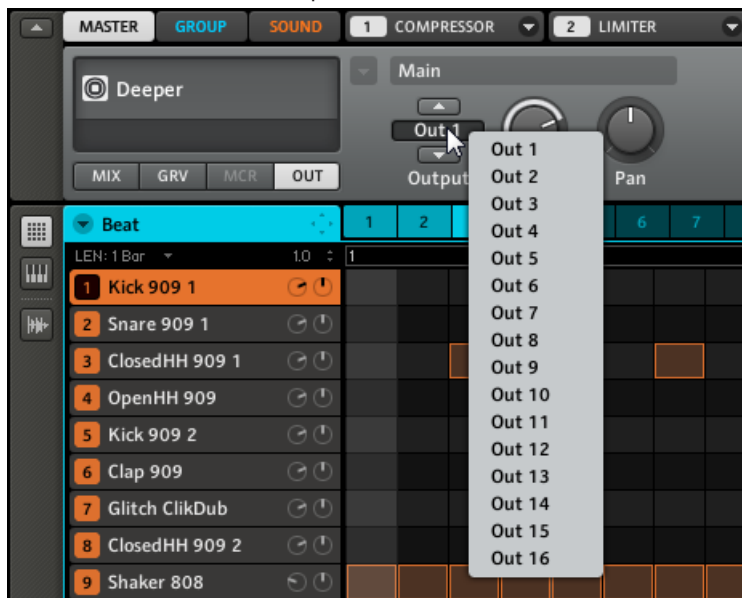 MASTER GROUP SOUND 1 COMPRESSOR 2 LIMITER
Main
Deeper
Out 1
Output
Pan
MIX GRV MCR OUT
Out 1
Out 2
Out 3
Out 4
Out 5
Out 6
Out 7
Out 8
Out 9
Out 10
Out 11
Out 12
Out 13
Out 14
Out 15
Out 16
Beat 1 2 6 7
LEN: 1 Bar 1.0 1
1 Kick 909 1
2 Snare 909 1
3 ClosedHH 909 1
4 OpenHH 909
5 Kick 909 2
6 Clap 909
7 Glitch ClikDub
8 ClosedHH 909 2
9 Shaker 808